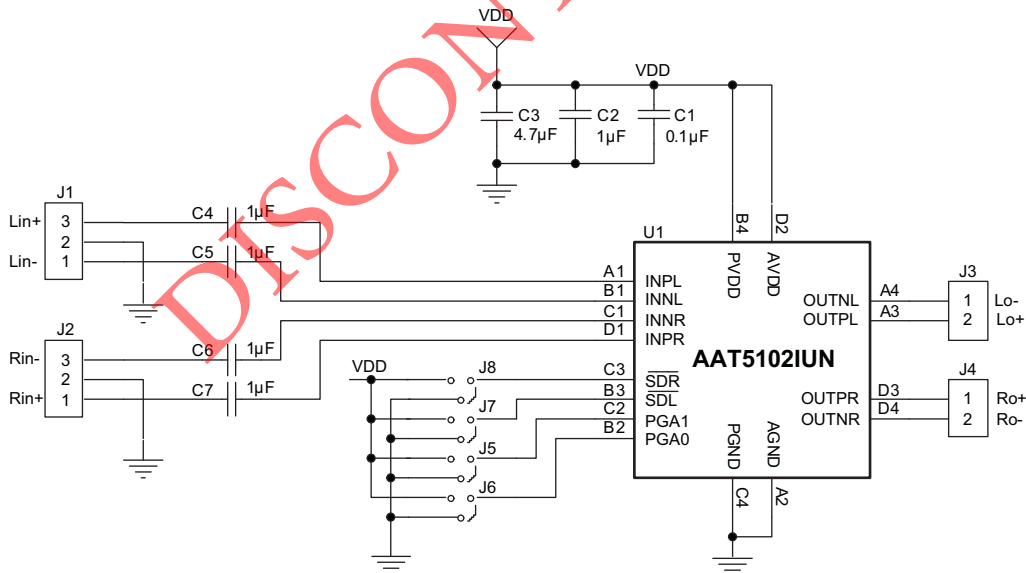 DISCON
VDD
VDD
C3
4.7µF
C2
1µF
C1
0.1µF
J1
Lin+
3
2
Lin-
1
C4
1µF
C5
1µF
J2
Rin-
3
2
Rin+
1
C6
1µF
C7
1µF
VDD
J8
J7
J5
J6
U1
B4
D2
PVDD
AVDD
A1
INPL
B1
INNL
C1
INNR
D1
INPR
C3
SDR
B3
SDL
C2
PGA1
B2
PGA0
AAT5102IUN
OUTNL
A4
OUTPL
A3
OUTPR
D3
OUTNR
D4
PGND
AGND
C4
A2
J3
1
Lo-
2
Lo+
J4
1
Ro+
2
Ro-